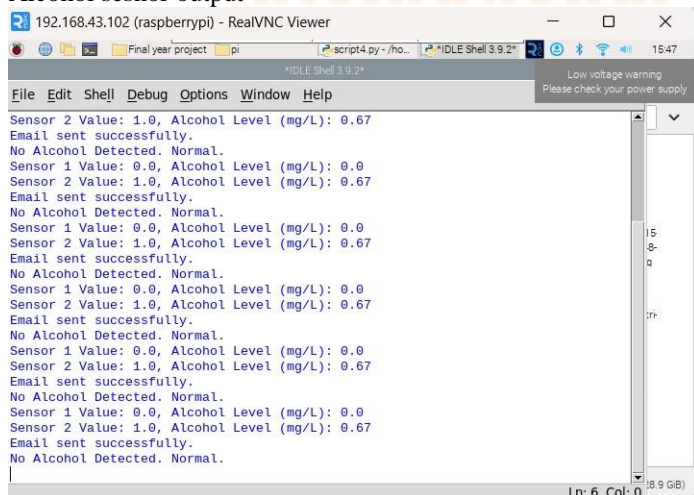 192.168.43.102 (raspberrypi) - RealVNC Viewer
Final year project
pi
script4.py - /ho...
*IDLE Shell 3.9.2*
15:47
*IDLE Shell 3.9.2*
Low voltage warning
Please check your power supply
File Edit Shell Debug Options Window Help
Sensor 2 Value: 1.0, Alcohol Level (mg/L): 0.67
Email sent successfully.
No Alcohol Detected. Normal.
Sensor 1 Value: 0.0, Alcohol Level (mg/L): 0.0
Sensor 2 Value: 1.0, Alcohol Level (mg/L): 0.67
Email sent successfully.
No Alcohol Detected. Normal.
Sensor 1 Value: 0.0, Alcohol Level (mg/L): 0.0
Sensor 2 Value: 1.0, Alcohol Level (mg/L): 0.67
Email sent successfully.
No Alcohol Detected. Normal.
Sensor 1 Value: 0.0, Alcohol Level (mg/L): 0.0
Sensor 2 Value: 1.0, Alcohol Level (mg/L): 0.67
Email sent successfully.
No Alcohol Detected. Normal.
Sensor 1 Value: 0.0, Alcohol Level (mg/L): 0.0
Sensor 2 Value: 1.0, Alcohol Level (mg/L): 0.67
Email sent successfully.
No Alcohol Detected. Normal.
Sensor 1 Value: 0.0, Alcohol Level (mg/L): 0.0
Sensor 2 Value: 1.0, Alcohol Level (mg/L): 0.67
Email sent successfully.
No Alcohol Detected. Normal.
28.9 GiB)
Ln: 6 Col: 0